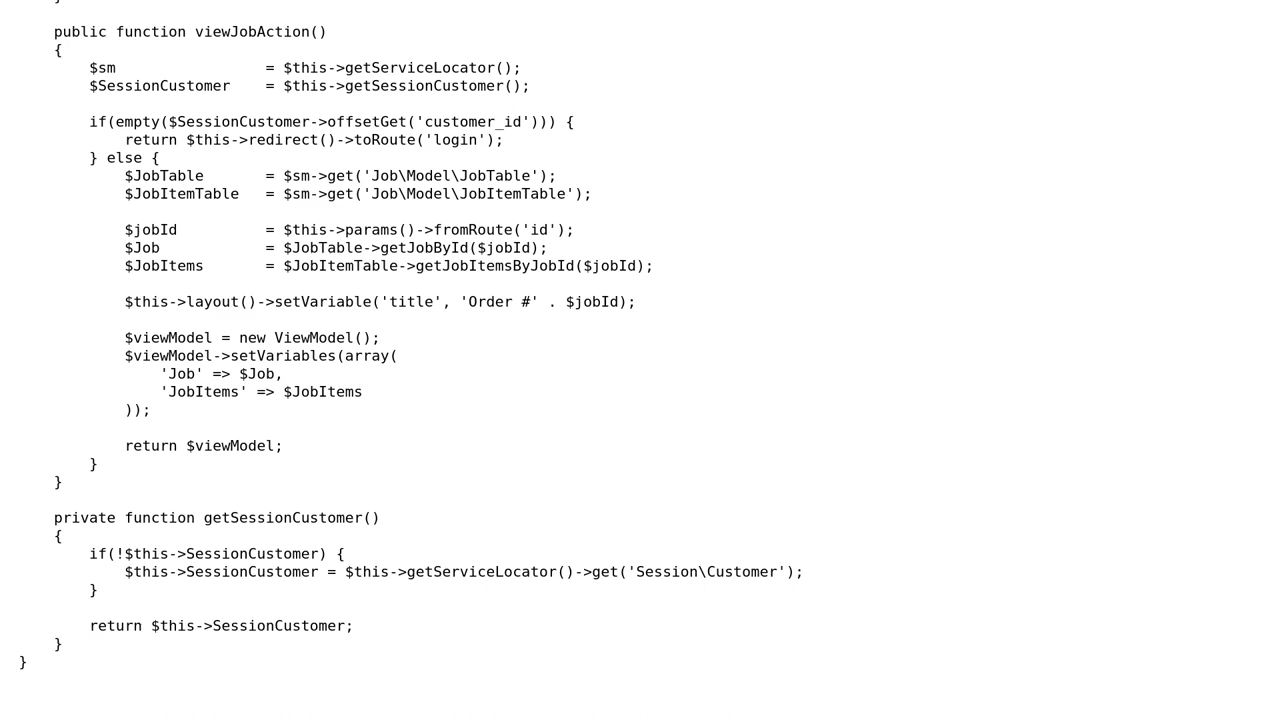 }
    public function viewJobAction()
    {
        $sm                 = $this->getServiceLocator();
        $SessionCustomer    = $this->getSessionCustomer();

        if(empty($SessionCustomer->offsetGet('customer_id'))) {
            return $this->redirect()->toRoute('login');
        } else {
            $JobTable       = $sm->get('Job\Model\JobTable');
            $JobItemTable   = $sm->get('Job\Model\JobItemTable');

            $jobId          = $this->params()->fromRoute('id');
            $Job            = $JobTable->getJobById($jobId);
            $JobItems       = $JobItemTable->getJobItemsByJobId($jobId);

            $this->layout()->setVariable('title', 'Order #' . $jobId);

            $viewModel = new ViewModel();
            $viewModel->setVariables(array(
                'Job' => $Job,
                'JobItems' => $JobItems
            ));

            return $viewModel;
        }
    }

    private function getSessionCustomer()
    {
        if(!$this->SessionCustomer) {
            $this->SessionCustomer = $this->getServiceLocator()->get('Session\Customer');
        }

        return $this->SessionCustomer;
    }
}